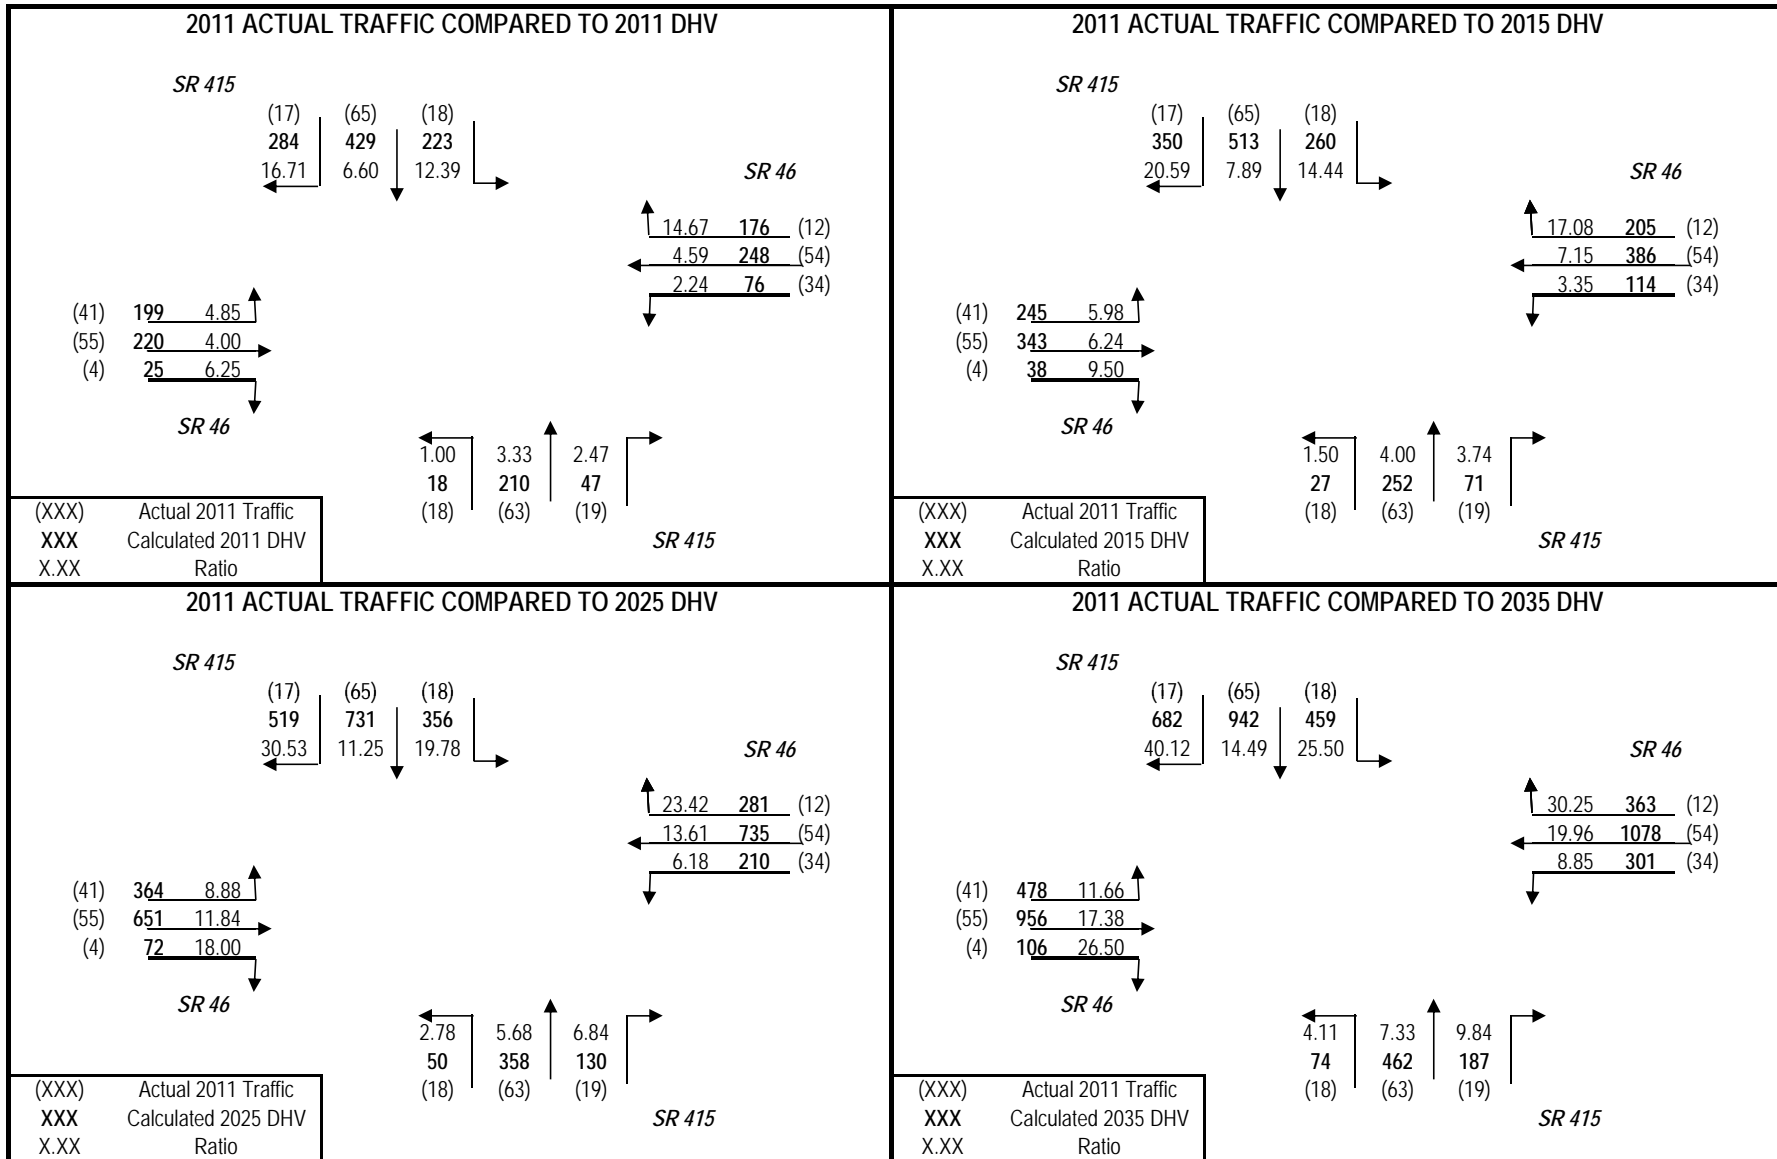 2011 ACTUAL TRAFFIC COMPARED TO 2011 DHV
SR 415
(17) (65) (18)
284 429 223
16.71 6.60 12.39
SR 46
14.67 176 (12)
4.59 248 (54)
2.24 76 (34)
(41) 199 4.85
(55) 220 4.00
(4) 25 6.25
SR 46
1.00 3.33 2.47
18 210 47
(18) (63) (19)
SR 415
(XXX) Actual 2011 Traffic
XXX Calculated 2011 DHV
X.XX Ratio
2011 ACTUAL TRAFFIC COMPARED TO 2015 DHV
SR 415
(17) (65) (18)
350 513 260
20.59 7.89 14.44
SR 46
17.08 205 (12)
7.15 386 (54)
3.35 114 (34)
(41) 245 5.98
(55) 343 6.24
(4) 38 9.50
SR 46
1.50 4.00 3.74
27 252 71
(18) (63) (19)
SR 415
(XXX) Actual 2011 Traffic
XXX Calculated 2015 DHV
X.XX Ratio
2011 ACTUAL TRAFFIC COMPARED TO 2025 DHV
SR 415
(17) (65) (18)
519 731 356
30.53 11.25 19.78
SR 46
23.42 281 (12)
13.61 735 (54)
6.18 210 (34)
(41) 364 8.88
(55) 651 11.84
(4) 72 18.00
SR 46
2.78 5.68 6.84
50 358 130
(18) (63) (19)
SR 415
(XXX) Actual 2011 Traffic
XXX Calculated 2025 DHV
X.XX Ratio
2011 ACTUAL TRAFFIC COMPARED TO 2035 DHV
SR 415
(17) (65) (18)
682 942 459
40.12 14.49 25.50
SR 46
30.25 363 (12)
19.96 1078 (54)
8.85 301 (34)
(41) 478 11.66
(55) 956 17.38
(4) 106 26.50
SR 46
4.11 7.33 9.84
74 462 187
(18) (63) (19)
SR 415
(XXX) Actual 2011 Traffic
XXX Calculated 2035 DHV
X.XX Ratio